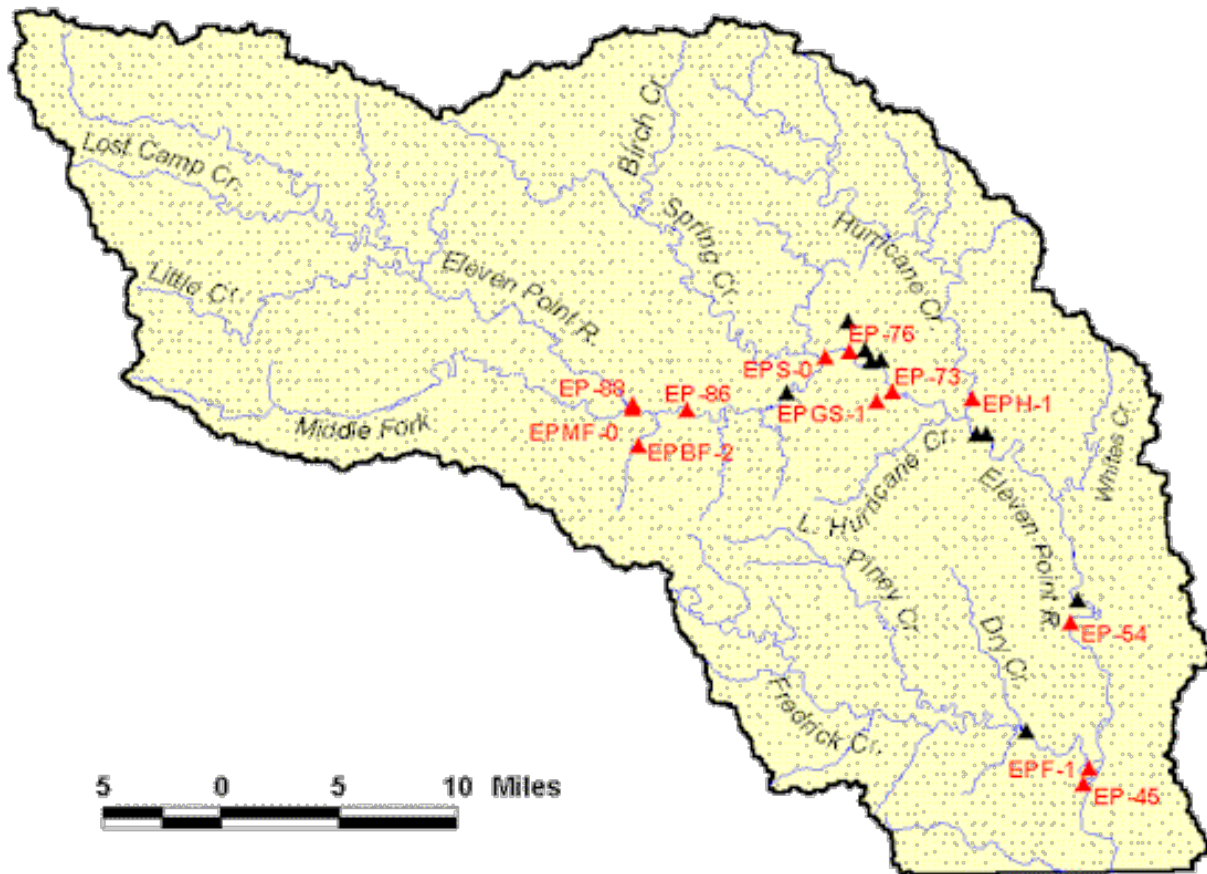 Birch Cr.
Lost Camp Cr.
Spring Cr.
Hurricane Cr.
Little Cr.
Eleven Point R.
EP-76
EPS-0
EP-88
EP-86
EP-73
EPGS-1
EPH-1
EPMF-0
Middle Fork
EPBF-2
Whites Cr.
L. Hurricane Cr.
Eleven Point R.
Piney Cr.
Dry Cr.
EP-54
Fredrick Cr.
EPF-1
EP-45
5 0 5 10 Miles